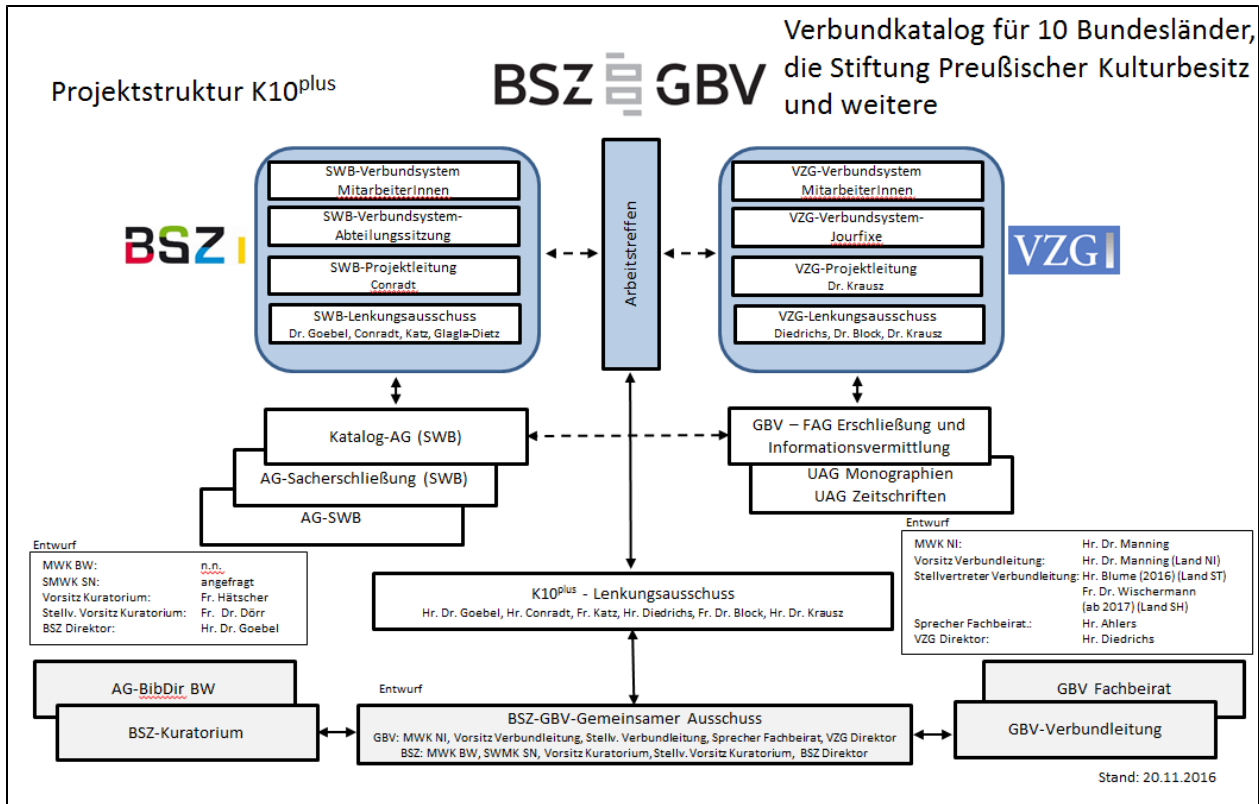 Projektstruktur K10plus
BSZ GBV
Verbundkatalog für 10 Bundesländer,
die Stiftung Preußischer Kulturbesitz
und weitere
BSZ
SWB-Verbundsystem
MitarbeiterInnen
SWB-Verbundsystem-
Abteilungssitzung
SWB-Projektleitung
Conradt
SWB-Lenkungsausschuss
Dr. Goebel, Conradt, Katz, Glagla-Dietz
Arbeitstreffen
VZG-Verbundsystem
MitarbeiterInnen
VZG-Verbundsystem-
Jourfixe
VZG-Projektleitung
Dr. Krausz
VZG-Lenkungsausschuss
Diedrichs, Dr. Block, Dr. Krausz
VZG
Katalog-AG (SWB)
AG-Sacherschließung (SWB)
AG-SWB
GBV – FAG Erschließung und
Informationsvermittlung
UAG Monographien
UAG Zeitschriften
Entwurf
MWK BW: n.n.
SMWK SN: angefragt
Vorsitz Kuratorium: Fr. Hätscher
Stellv. Vorsitz Kuratorium: Fr. Dr. Dörr
BSZ Direktor: Hr. Dr. Goebel
Entwurf
MWK NI: Hr. Dr. Manning
Vorsitz Verbundleitung: Hr. Dr. Manning (Land NI)
Stellvertreter Verbundleitung: Hr. Blume (2016) (Land ST)
Fr. Dr. Wischermann
(ab 2017) (Land SH)
Sprecher Fachbeirat.: Hr. Ahlers
VZG Direktor: Hr. Diedrichs
K10plus - Lenkungsausschuss
Hr. Dr. Goebel, Hr. Conradt, Fr. Katz, Hr. Diedrichs, Fr. Dr. Block, Hr. Dr. Krausz
AG-BibDir BW
BSZ-Kuratorium
Entwurf
BSZ-GBV-Gemeinsamer Ausschuss
GBV: MWK NI, Vorsitz Verbundleitung, Stellv. Verbundleitung, Sprecher Fachbeirat, VZG Direktor
BSZ: MWK BW, SWMK SN, Vorsitz Kuratorium, Stellv. Vorsitz Kuratorium, BSZ Direktor
GBV Fachbeirat
GBV-Verbundleitung
Stand: 20.11.2016